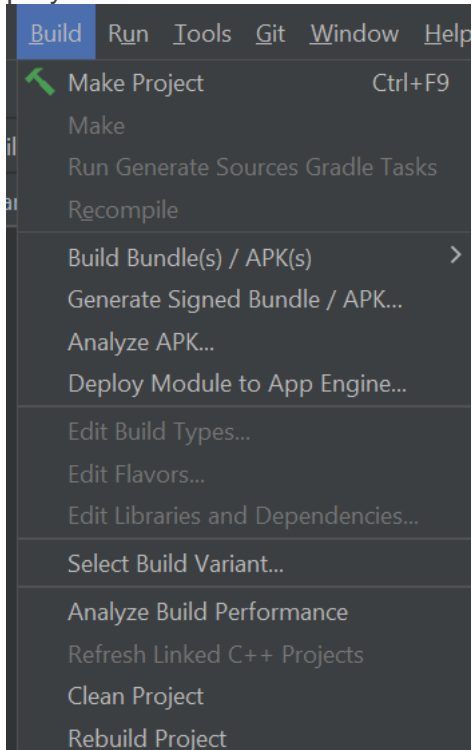 Build Run Tools Git Window Help
Make Project Ctrl+F9
Make
Run Generate Sources Gradle Tasks
Recompile
Build Bundle(s) / APK(s)
Generate Signed Bundle / APK...
Analyze APK...
Deploy Module to App Engine...
Edit Build Types...
Edit Flavors...
Edit Libraries and Dependencies...
Select Build Variant...
Analyze Build Performance
Refresh Linked C++ Projects
Clean Project
Rebuild Project